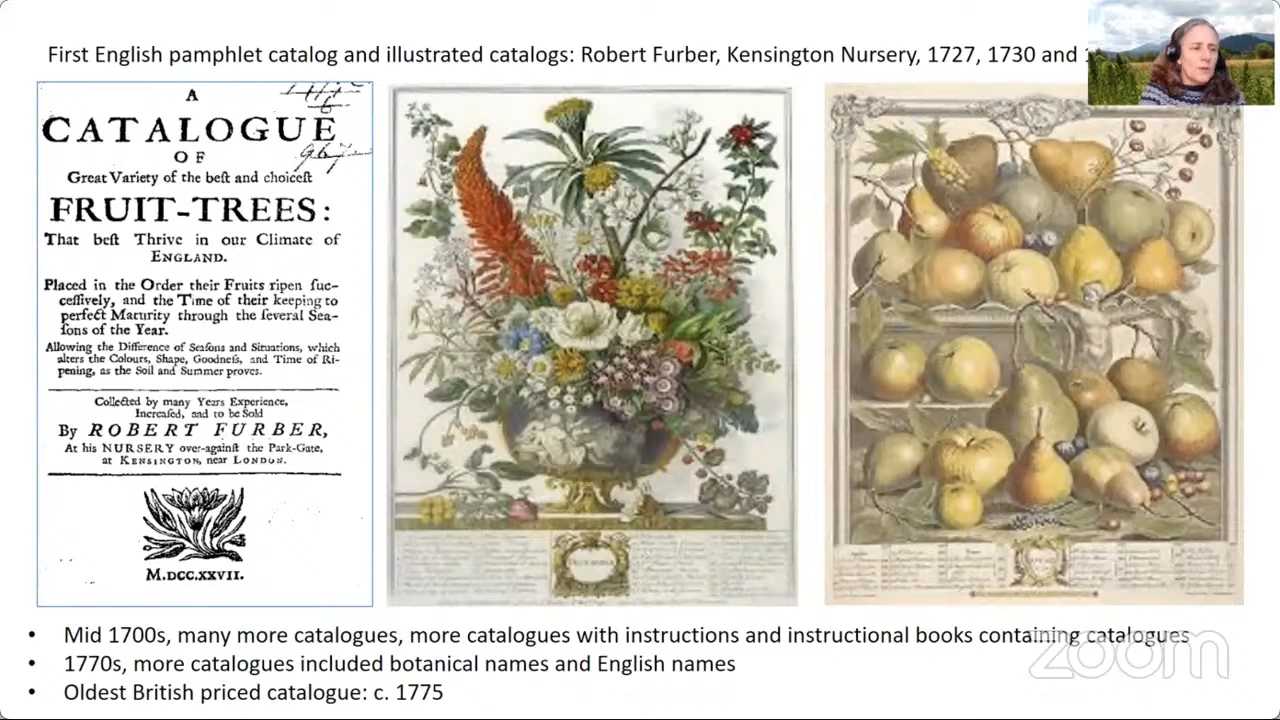 First English pamphlet catalog and illustrated catalogs: Robert Furber, Kensington Nursery, 1727, 1730 and
A
CATALOGUE
OF
Great Variety of the beſt and choiceſt
FRUIT-TREES:
That beſt Thrive in our Climate of
ENGLAND.
Placed in the Order their Fruits ripen ſuc-
ceſſively, and the Time of their keeping to
perfect Maturity through the ſeveral Sea-
ſons of the Year.
Allowing the Difference of Seaſons and Situations, which
alters the Colours, Shape, Goodneſs, and Time of Ri-
pening, as the Soil and Summer proves.
Collected by many Years Experience,
Increaſed, and to be Sold
By ROBERT FURBER,
At his NURSERY over-againſt the Park-Gate,
at KENSINGTON, near LONDON.
M.DCC.XXVII.
• Mid 1700s, many more catalogues, more catalogues with instructions and instructional books containing catalogues
• 1770s, more catalogues included botanical names and English names
• Oldest British priced catalogue: c. 1775
zoom